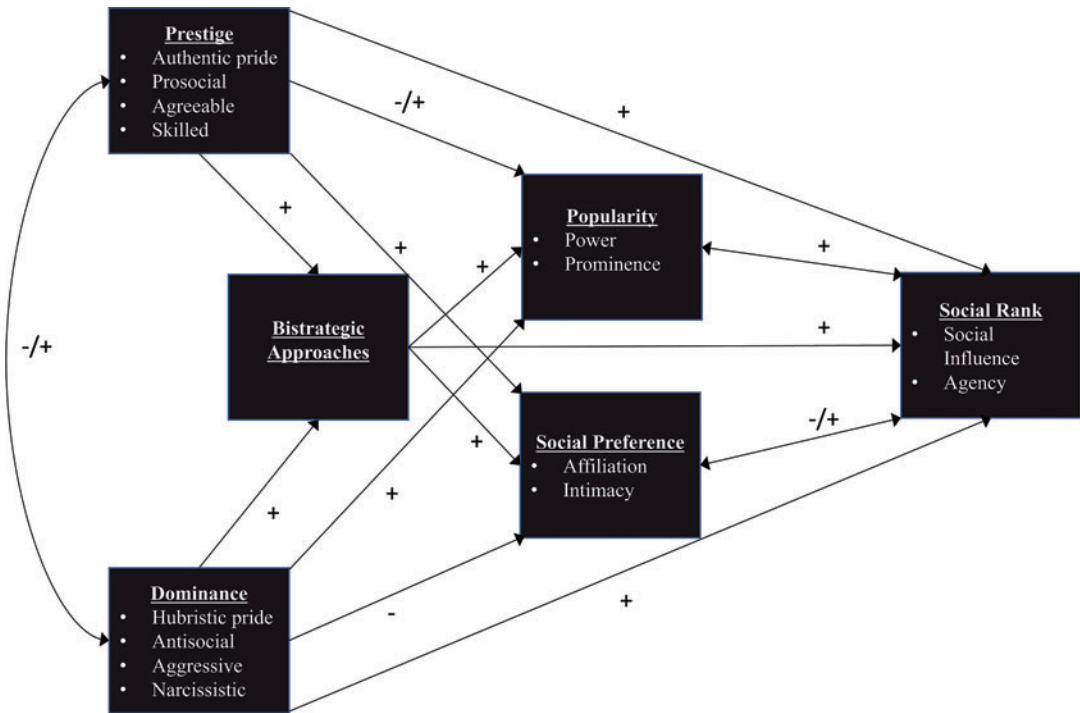 Prestige
• Authentic pride
• Prosocial
• Agreeable
• Skilled
-/+
+
+
+
Popularity
• Power
• Prominence
+
+
Bistrategic
Approaches
+
Social Rank
• Social
Influence
• Agency
-/+
Social Preference
• Affiliation
• Intimacy
-/+
+
+
+
Dominance
• Hubristic pride
• Antisocial
• Aggressive
• Narcissistic
-
+